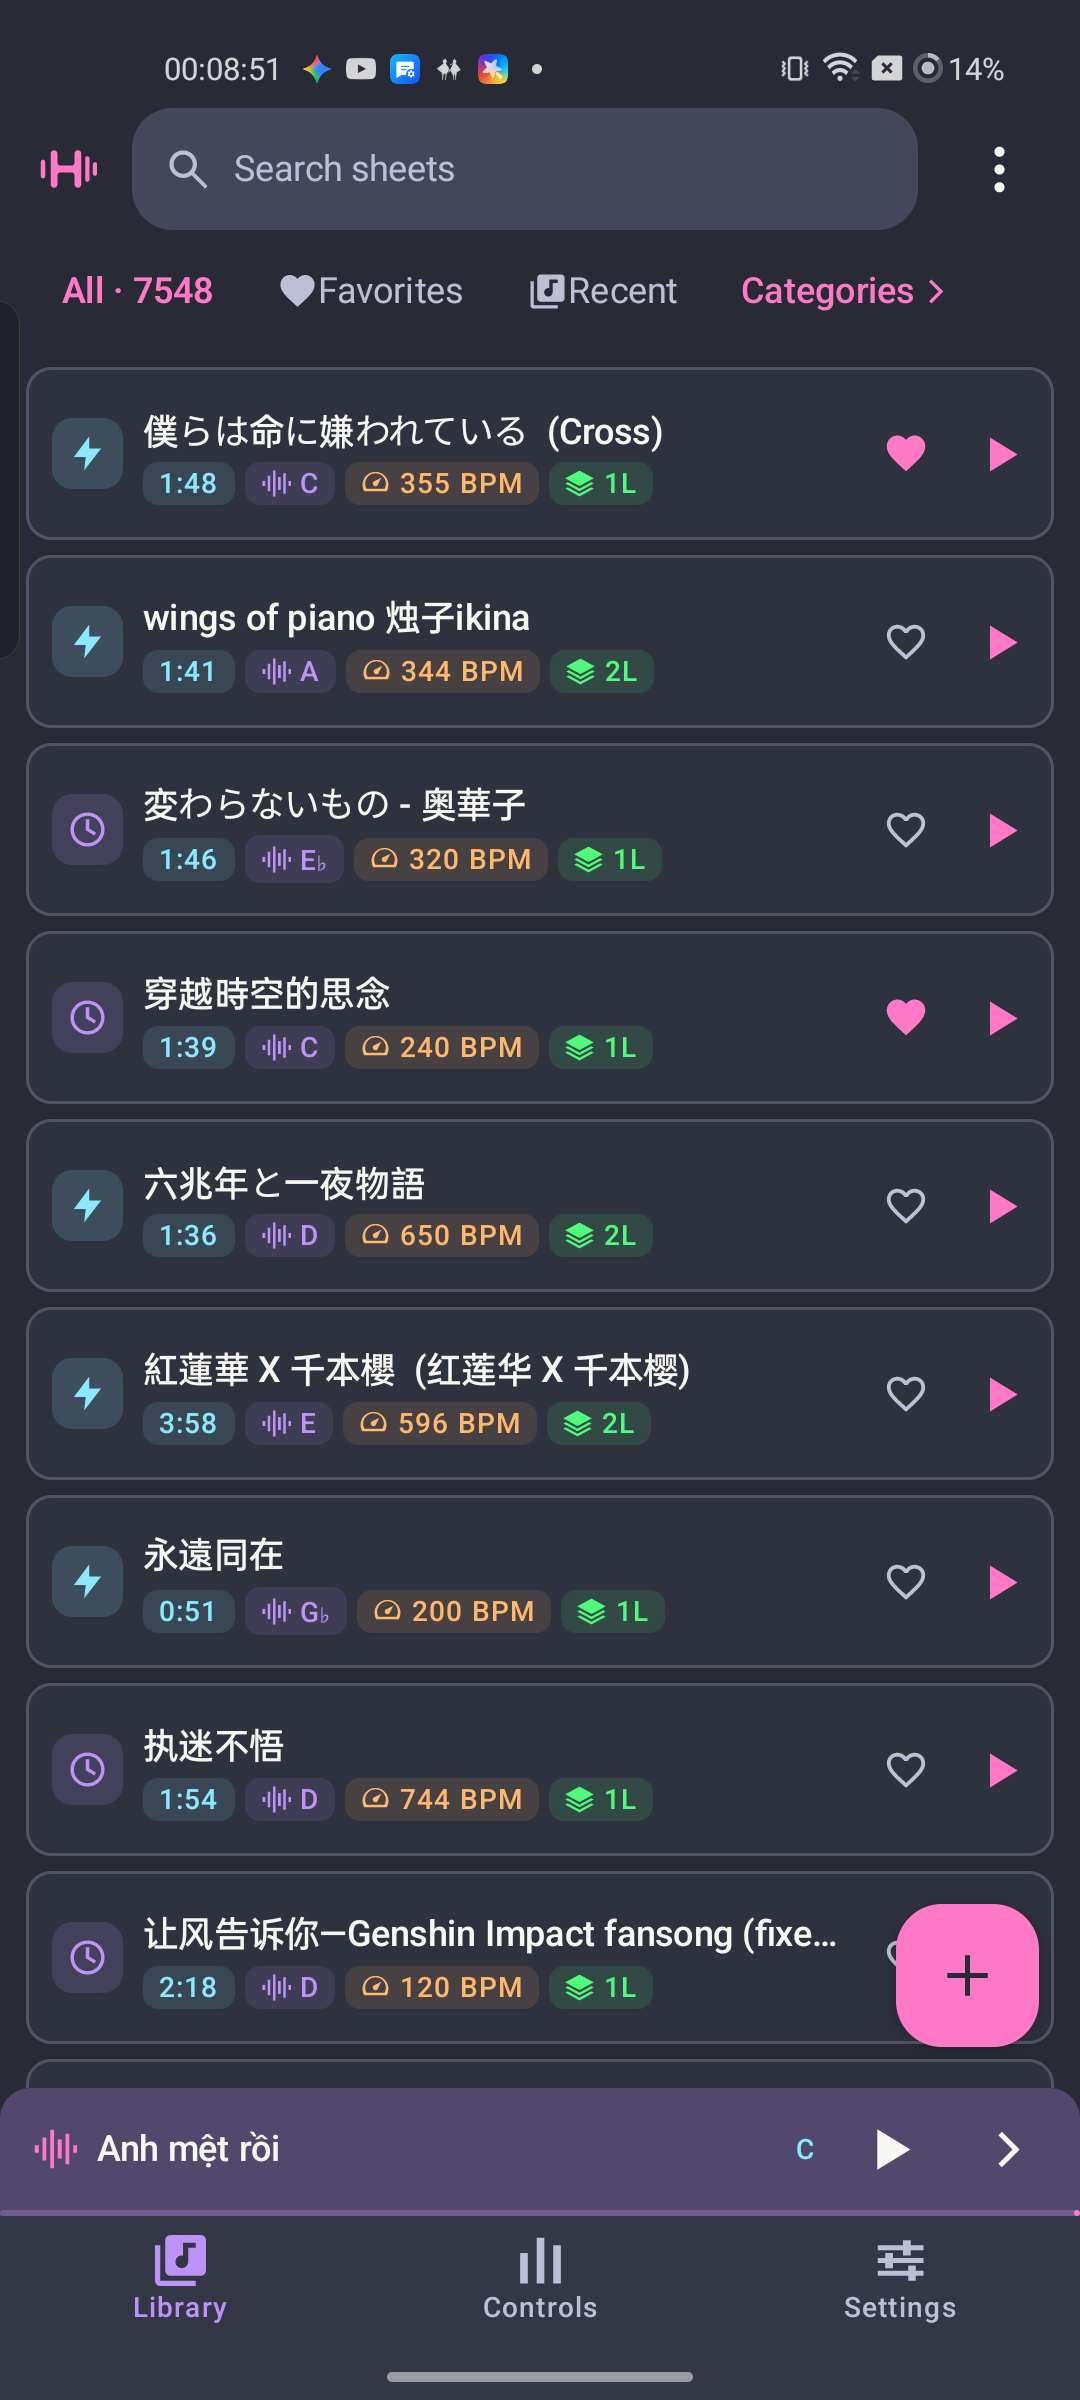 00:08:51
14%
Search sheets
All · 7548
Favorites
Recent
Categories
僕らは命に嫌われている (Cross)
1:48 C 355 BPM 1L
wings of piano 烛子ikina
1:41 A 344 BPM 2L
変わらないもの - 奥華子
1:46 E♭ 320 BPM 1L
穿越時空的思念
1:39 C 240 BPM 1L
六兆年と一夜物語
1:36 D 650 BPM 2L
紅蓮華 X 千本櫻 (红莲华 X 千本樱)
3:58 E 596 BPM 2L
永遠同在
0:51 G♭ 200 BPM 1L
执迷不悟
1:54 D 744 BPM 1L
让风告诉你—Genshin Impact fansong (fixe...
2:18 D 120 BPM 1L
Anh mệt rồi
C
Library
Controls
Settings